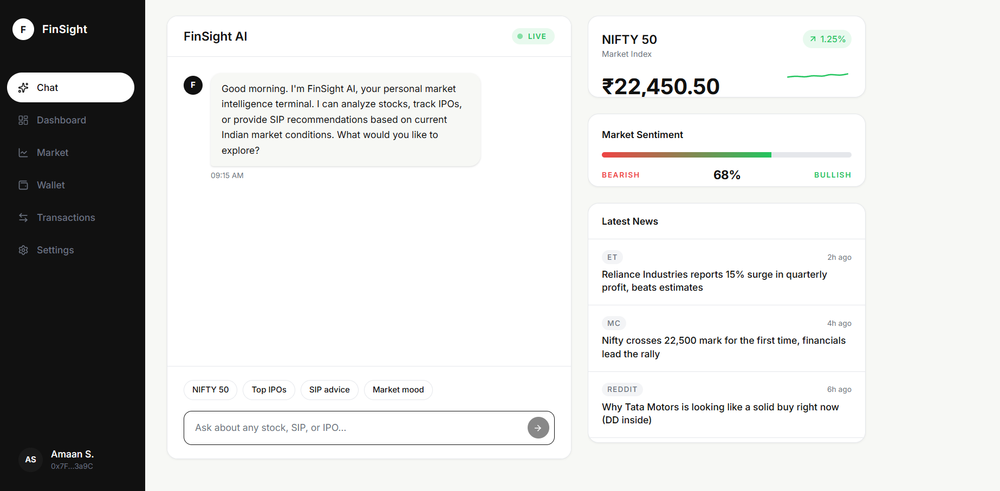 F
FinSight
Chat
Dashboard
Market
Wallet
Transactions
Settings
AS
Amaan S.
0x7F...3a9C
FinSight AI
LIVE
F
Good morning. I'm FinSight AI, your personal market
intelligence terminal. I can analyze stocks, track IPOs,
or provide SIP recommendations based on current
Indian market conditions. What would you like to
explore?
09:15 AM
NIFTY 50
Top IPOs
SIP advice
Market mood
Ask about any stock, SIP, or IPO...
NIFTY 50
1.25%
Market Index
₹22,450.50
Market Sentiment
BEARISH
68%
BULLISH
Latest News
ET
2h ago
Reliance Industries reports 15% surge in quarterly
profit, beats estimates
MC
4h ago
Nifty crosses 22,500 mark for the first time, financials
lead the rally
REDDIT
6h ago
Why Tata Motors is looking like a solid buy right now
(DD inside)